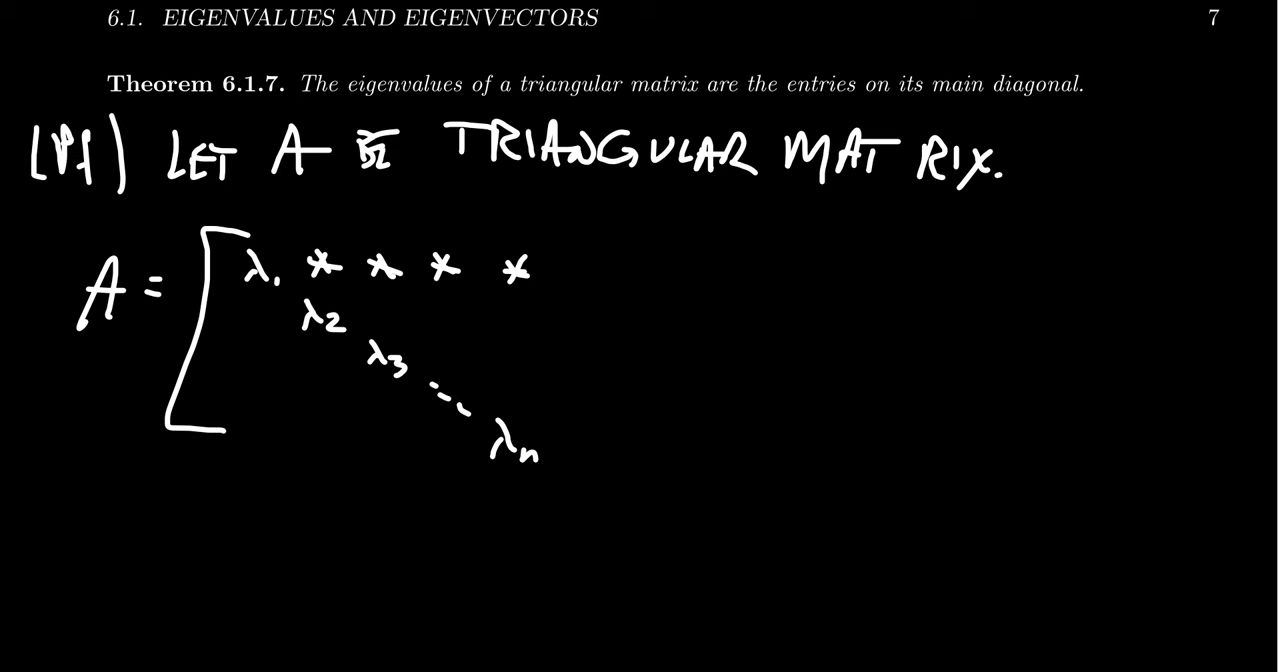 6.1. EIGENVALUES AND EIGENVECTORS 7
Theorem 6.1.7. The eigenvalues of a triangular matrix are the entries on its main diagonal.
(Pf) LET A BE TRIANGULAR MATRIX.
A = [ λ₁ * * * *
λ₂
λ₃
⋱
λₙ